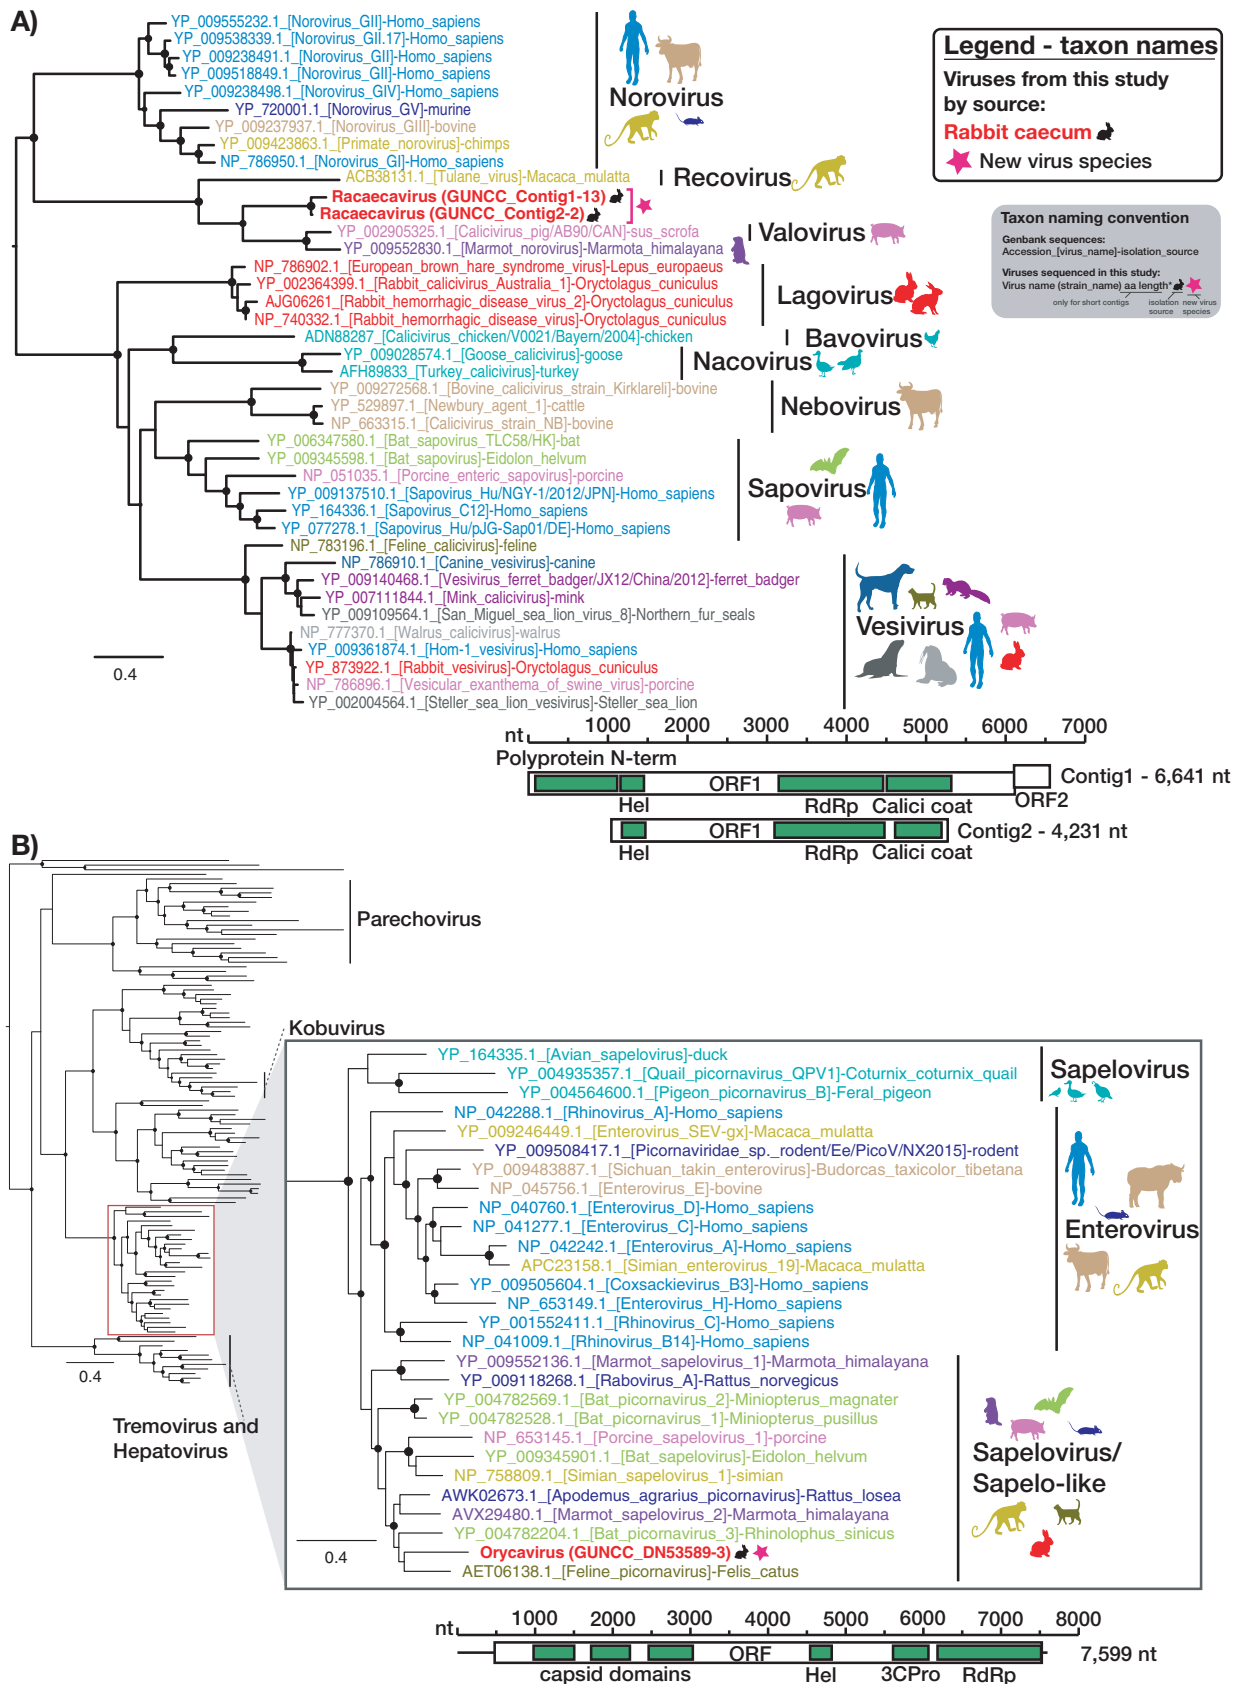 A)
YP_009555232.1_[Norovirus_GII]-Homo_sapiens
YP_009538339.1_[Norovirus_GII.17]-Homo_sapiens
YP_009238491.1_[Norovirus_GII]-Homo_sapiens
YP_009518849.1_[Norovirus_GII]-Homo_sapiens
YP_009238498.1_[Norovirus_GIV]-Homo_sapiens
YP_720001.1_[Norovirus_GV]-murine
YP_009237937.1_[Norovirus_GIII]-bovine
YP_009423863.1_[Primate_norovirus]-chimps
NP_786950.1_[Norovirus_GI]-Homo_sapiens
Norovirus
ACB38131.1_[Tulane_virus]-Macaca_mulatta
Recovirus
Racaecavirus (GUNCC_Contig1-13)
Racaecavirus (GUNCC_Contig2-2)
YP_002905325.1_[Calicivirus_pig/AB90/CAN]-sus_scrofa
YP_009552830.1_[Marmot_norovirus]-Marmota_himalayana
Valovirus
NP_786902.1_[European_brown_hare_syndrome_virus]-Lepus_europaeus
YP_002364399.1_[Rabbit_calicivirus_Australia_1]-Oryctolagus_cuniculus
AJG06261_[Rabbit_hemorrhagic_disease_virus_2]-Oryctolagus_cuniculus
NP_740332.1_[Rabbit_hemorrhagic_disease_virus]-Oryctolagus_cuniculus
Lagovirus
ADN88287_[Calicivirus_chicken/V0021/Bayern/2004]-chicken
Bavovirus
YP_009028574.1_[Goose_calicivirus]-goose
AFH89833_[Turkey_calicivirus]-turkey
Nacovirus
YP_009272568.1_[Bovine_calicivirus_strain_Kirklareli]-bovine
YP_529897.1_[Newbury_agent_1]-cattle
NP_663315.1_[Calicivirus_strain_NB]-bovine
Nebovirus
YP_006347580.1_[Bat_sapovirus_TLC58/HK]-bat
YP_009345598.1_[Bat_sapovirus]-Eidolon_helvum
NP_051035.1_[Porcine_enteric_sapovirus]-porcine
YP_009137510.1_[Sapovirus_Hu/NGY-1/2012/JPN]-Homo_sapiens
YP_164336.1_[Sapovirus_C12]-Homo_sapiens
YP_077278.1_[Sapovirus_Hu/pJG-Sap01/DE]-Homo_sapiens
Sapovirus
NP_783196.1_[Feline_calicivirus]-feline
NP_786910.1_[Canine_vesivirus]-canine
YP_009140468.1_[Vesivirus_ferret_badger/JX12/China/2012]-ferret_badger
YP_007111844.1_[Mink_calicivirus]-mink
YP_009109564.1_[San_Miguel_sea_lion_virus_8]-Northern_fur_seals
NP_777370.1_[Walrus_calicivirus]-walrus
YP_009361874.1_[Hom-1_vesivirus]-Homo_sapiens
YP_873922.1_[Rabbit_vesivirus]-Oryctolagus_cuniculus
NP_786896.1_[Vesicular_exanthema_of_swine_virus]-porcine
YP_002004564.1_[Steller_sea_lion_vesivirus]-Steller_sea_lion
Vesivirus
0.4
Legend - taxon names
Viruses from this study
by source:
Rabbit caecum
New virus species
Taxon naming convention
Genbank sequences:
Accession_[virus_name]-isolation_source
Viruses sequenced in this study:
Virus name (strain_name) aa length*
only for short contigs
isolation source
new virus species
nt 1000 2000 3000 4000 5000 6000 7000
Polyprotein N-term
ORF1
Contig1 - 6,641 nt
Hel RdRp Calici coat ORF2
ORF1
Contig2 - 4,231 nt
Hel RdRp Calici coat
B)
Parechovirus
Kobuvirus
0.4
Tremovirus and
Hepatovirus
YP_164335.1_[Avian_sapelovirus]-duck
YP_004935357.1_[Quail_picornavirus_QPV1]-Coturnix_coturnix_quail
YP_004564600.1_[Pigeon_picornavirus_B]-Feral_pigeon
Sapelovirus
NP_042288.1_[Rhinovirus_A]-Homo_sapiens
YP_009246449.1_[Enterovirus_SEV-gx]-Macaca_mulatta
YP_009508417.1_[Picornaviridae_sp._rodent/Ee/PicoV/NX2015]-rodent
YP_009483887.1_[Sichuan_takin_enterovirus]-Budorcas_taxicolor_tibetana
NP_045756.1_[Enterovirus_E]-bovine
NP_040760.1_[Enterovirus_D]-Homo_sapiens
NP_041277.1_[Enterovirus_C]-Homo_sapiens
NP_042242.1_[Enterovirus_A]-Homo_sapiens
APC23158.1_[Simian_enterovirus_19]-Macaca_mulatta
YP_009505604.1_[Coxsackievirus_B3]-Homo_sapiens
NP_653149.1_[Enterovirus_H]-Homo_sapiens
YP_001552411.1_[Rhinovirus_C]-Homo_sapiens
NP_041009.1_[Rhinovirus_B14]-Homo_sapiens
Enterovirus
YP_009552136.1_[Marmot_sapelovirus_1]-Marmota_himalayana
YP_009118268.1_[Rabovirus_A]-Rattus_norvegicus
YP_004782569.1_[Bat_picornavirus_2]-Miniopterus_magnater
YP_004782528.1_[Bat_picornavirus_1]-Miniopterus_pusillus
NP_653145.1_[Porcine_sapelovirus_1]-porcine
YP_009345901.1_[Bat_sapelovirus]-Eidolon_helvum
NP_758809.1_[Simian_sapelovirus_1]-simian
AWK02673.1_[Apodemus_agrarius_picornavirus]-Rattus_losea
AVX29480.1_[Marmot_sapelovirus_2]-Marmota_himalayana
YP_004782204.1_[Bat_picornavirus_3]-Rhinolophus_sinicus
Orycavirus (GUNCC_DN53589-3)
AET06138.1_[Feline_picornavirus]-Felis_catus
Sapelovirus/
Sapelo-like
0.4
nt 1000 2000 3000 4000 5000 6000 7000 8000
ORF
7,599 nt
capsid domains Hel 3CPro RdRp